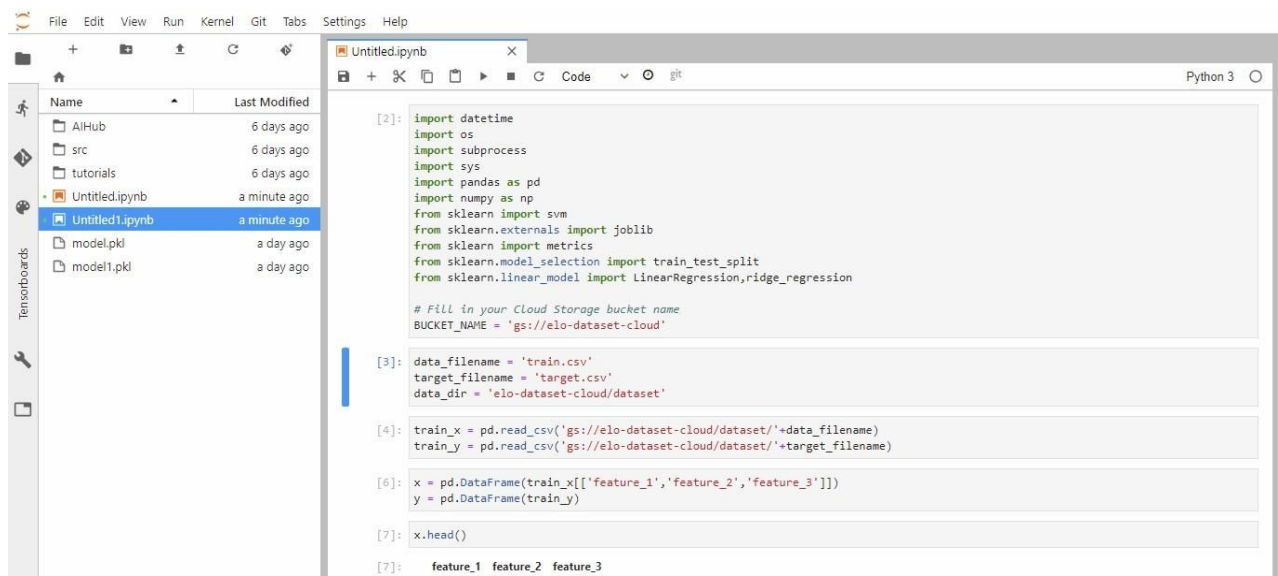 File Edit View Run Kernel Git Tabs Settings Help
Untitled.ipynb
Code git Python 3
Name Last Modified
AIHub 6 days ago
src 6 days ago
tutorials 6 days ago
Untitled.ipynb a minute ago
Untitled1.ipynb a minute ago
model.pkl a day ago
model1.pkl a day ago
Tensorboards
[2]: import datetime
import os
import subprocess
import sys
import pandas as pd
import numpy as np
from sklearn import svm
from sklearn.externals import joblib
from sklearn import metrics
from sklearn.model_selection import train_test_split
from sklearn.linear_model import LinearRegression,ridge_regression
# Fill in your Cloud Storage bucket name
BUCKET_NAME = 'gs://elo-dataset-cloud'
[3]: data_filename = 'train.csv'
target_filename = 'target.csv'
data_dir = 'elo-dataset-cloud/dataset'
[4]: train_x = pd.read_csv('gs://elo-dataset-cloud/dataset/'+data_filename)
train_y = pd.read_csv('gs://elo-dataset-cloud/dataset/'+target_filename)
[6]: x = pd.DataFrame(train_x[['feature_1','feature_2','feature_3']])
y = pd.DataFrame(train_y)
[7]: x.head()
[7]: feature_1 feature_2 feature_3